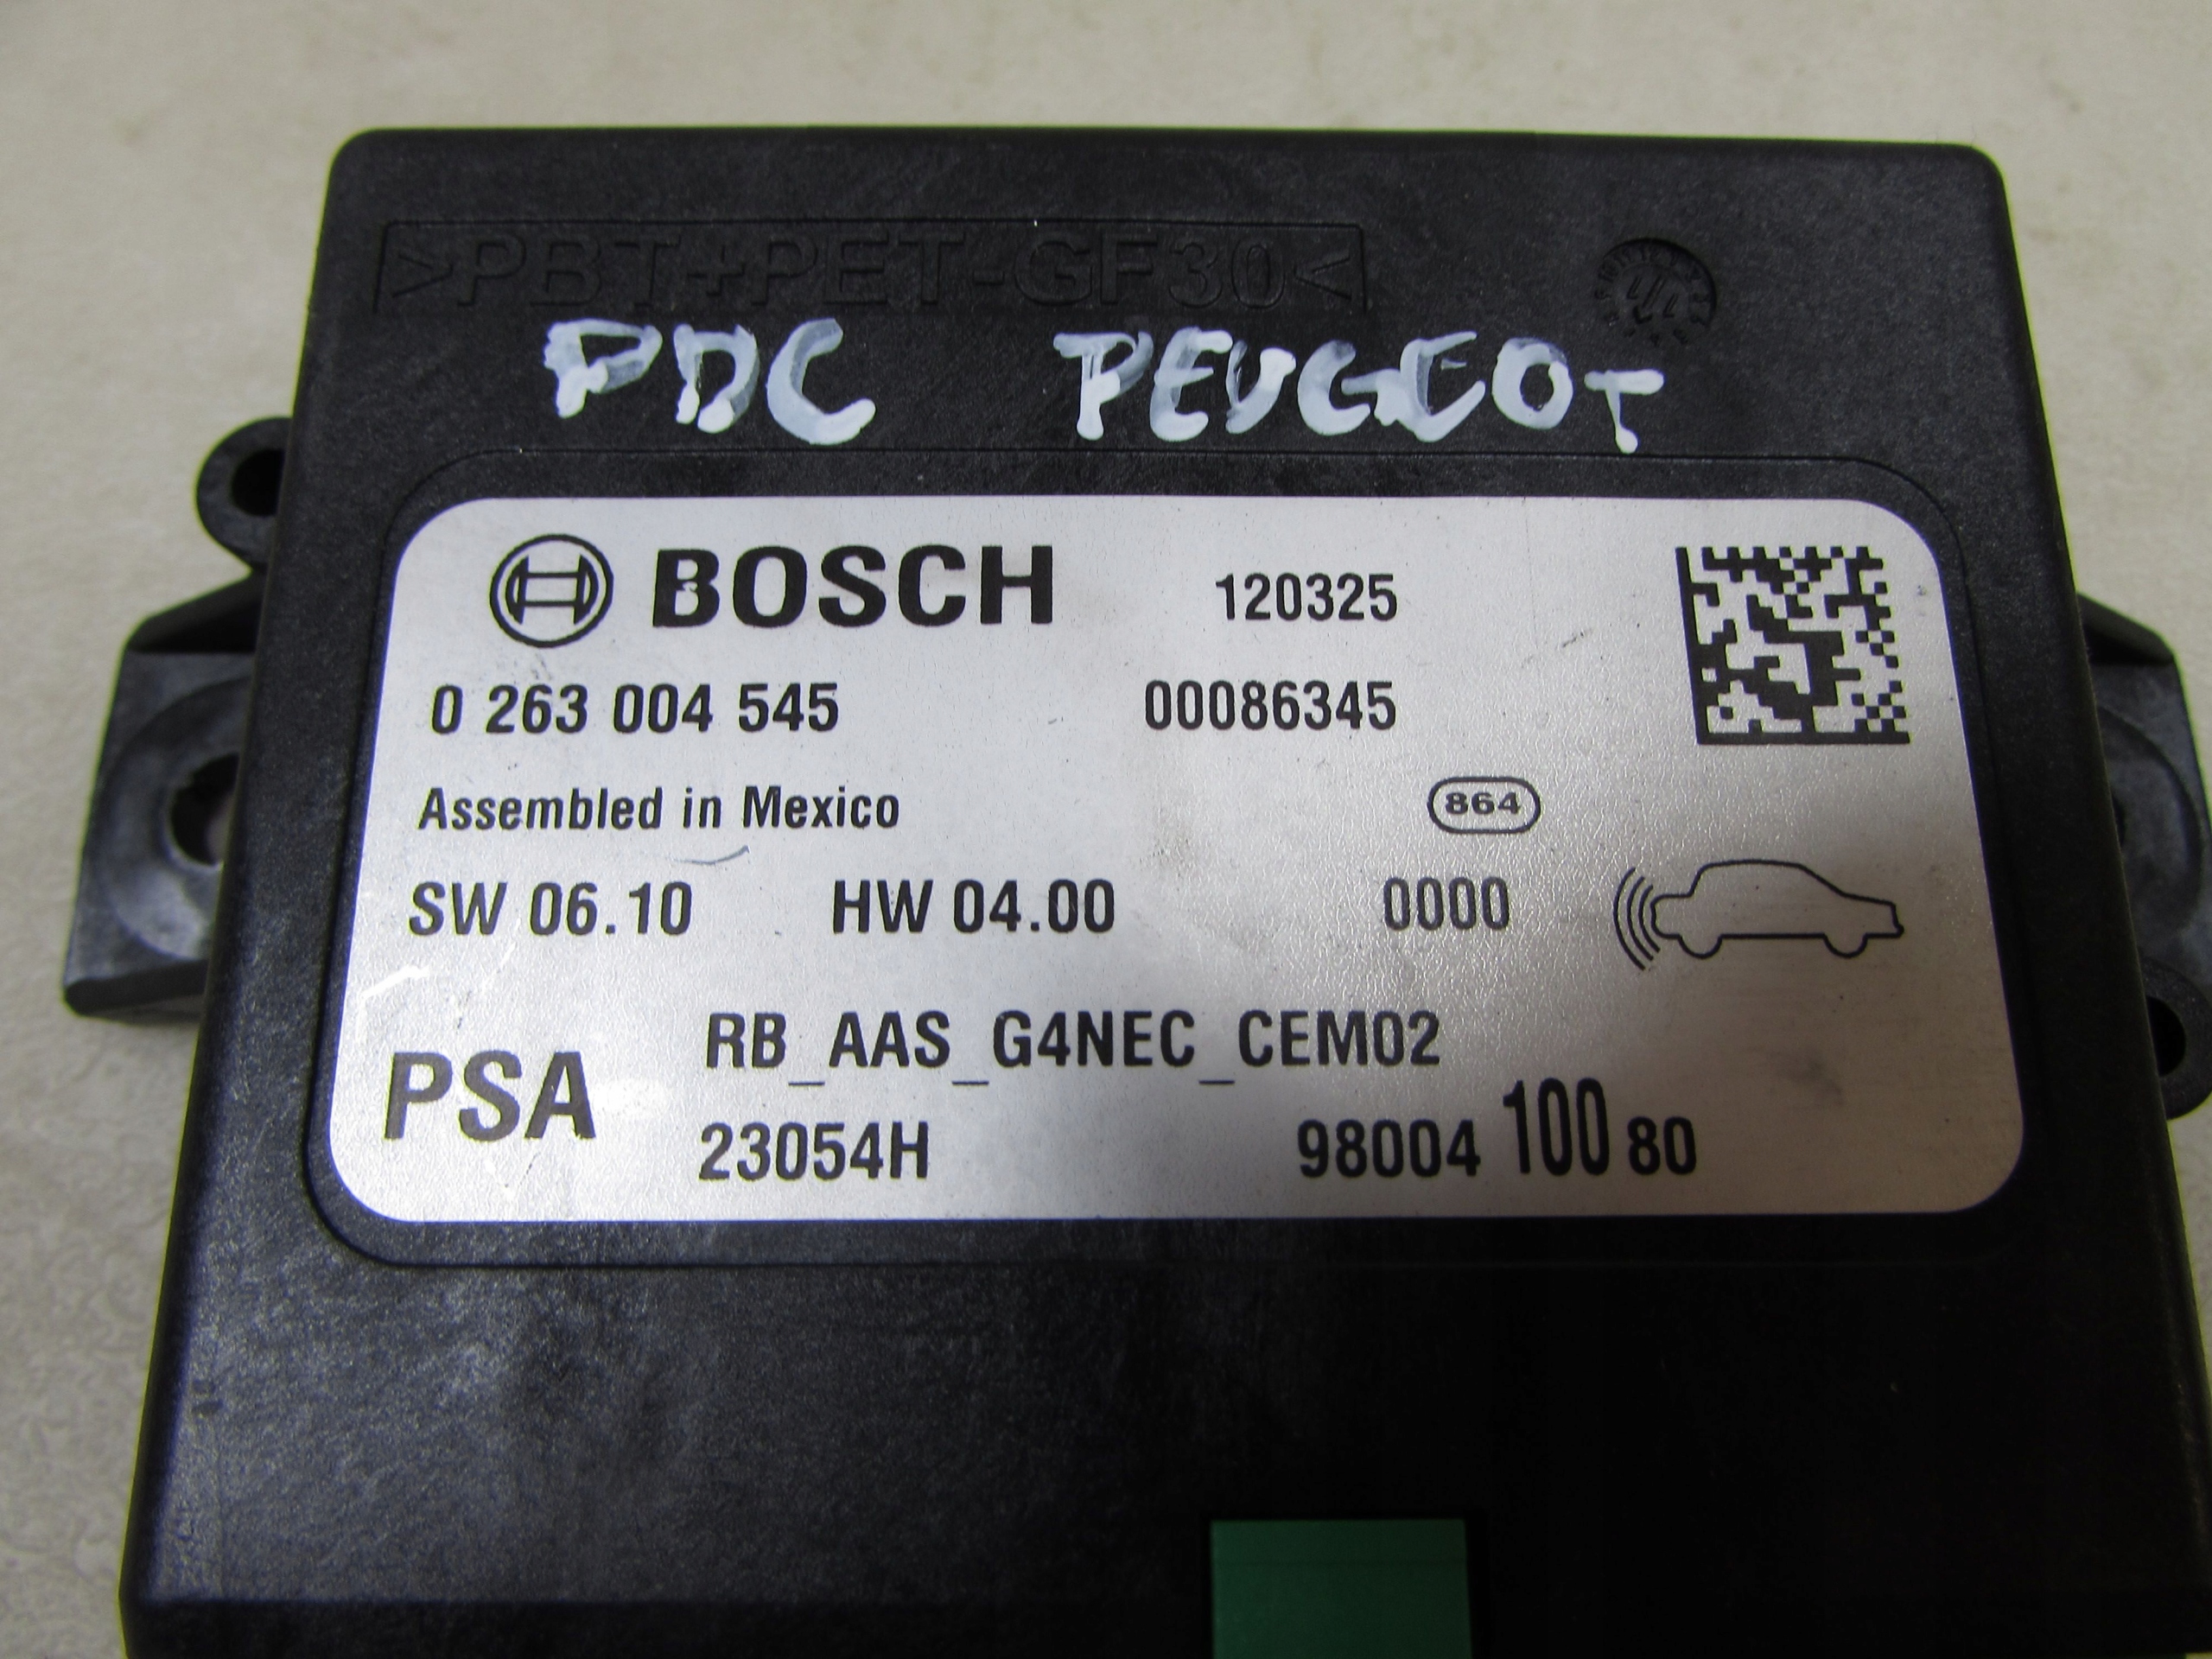 >PBT+PET-GF30<
PDC PEUGEOT
BOSCH 120325
0 263 004 545 00086345
Assembled in Mexico 864
SW 06.10 HW 04.00 0000
RB_AAS_G4NEC_CEM02
PSA
23054H 98004 100 80